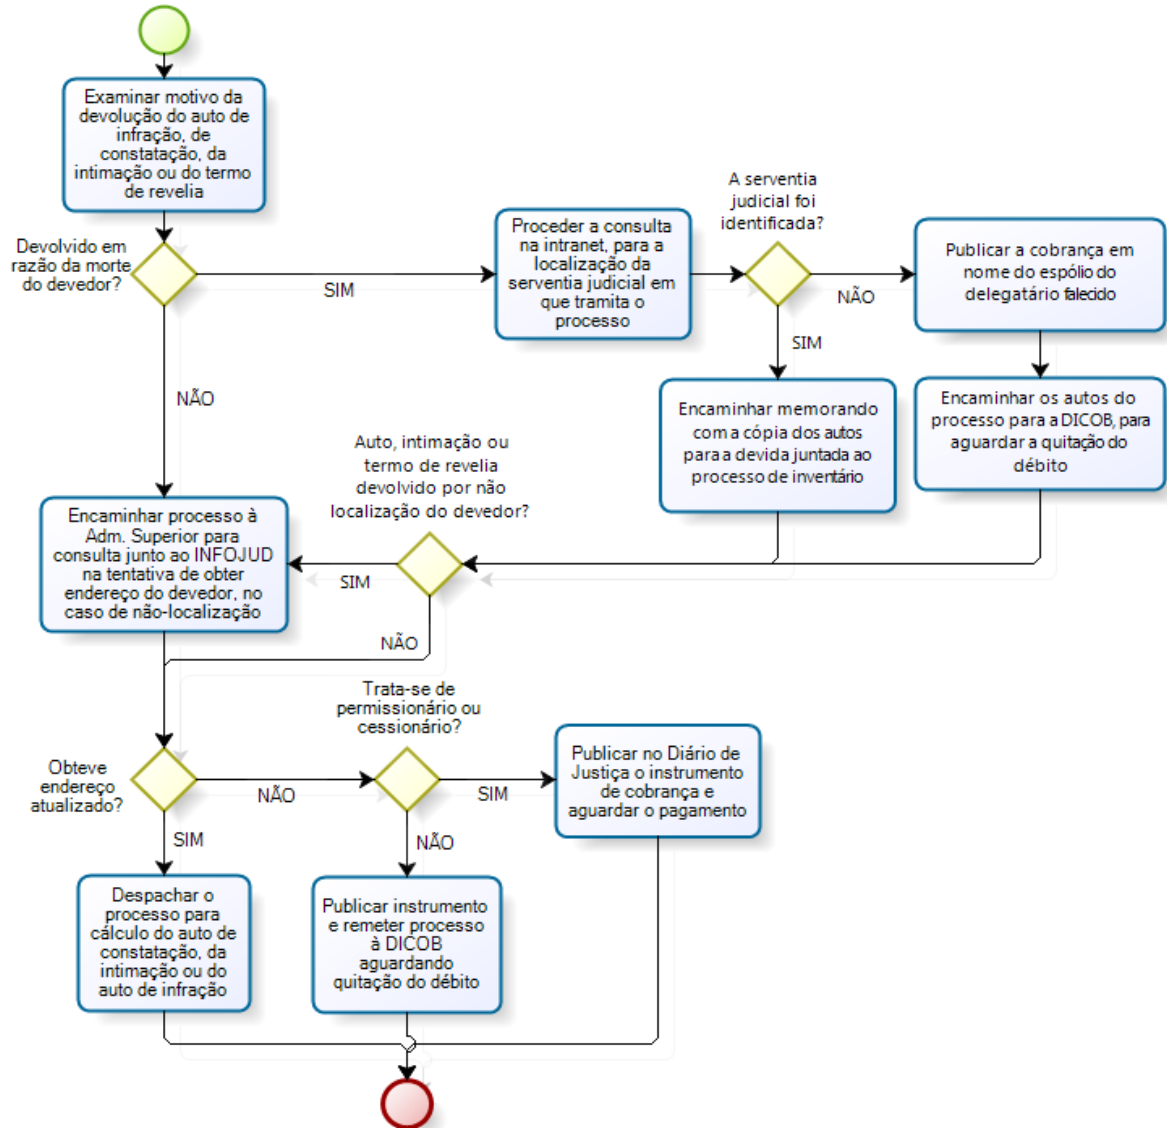 Examinar motivo da
devolução do auto de
infração, de
constatação, da
intimação ou do termo
de revelia
Devolvido em
razão da morte
do devedor?
SIM
NÃO
Proceder a consulta
na intranet, para a
localização da
serventia judicial em
que tramita o
processo
A serventia
judicial foi
identificada?
NÃO
SIM
Publicar a cobrança em
nome do espólio do
delegatário falecido
Encaminhar memorando
com a cópia dos autos
para a devida juntada ao
processo de inventário
Encaminhar os autos do
processo para a DICOB, para
aguardar a quitação do
débito
Auto, intimação ou
termo de revelia
devolvido por não
localização do devedor?
SIM
NÃO
Encaminhar processo à
Adm. Superior para
consulta junto ao INFOJUD
na tentativa de obter
endereço do devedor, no
caso de não-localização
Obteve
endereço
atualizado?
NÃO
SIM
Trata-se de
permissionário ou
cessionário?
SIM
NÃO
Publicar no Diário de
Justiça o instrumento
de cobrança e
aguardar o pagamento
Despachar o
processo para
cálculo do auto de
constatação, da
intimação ou do
auto de infração
Publicar instrumento
e remeter processo
à DICOB
aguardando
quitação do débito